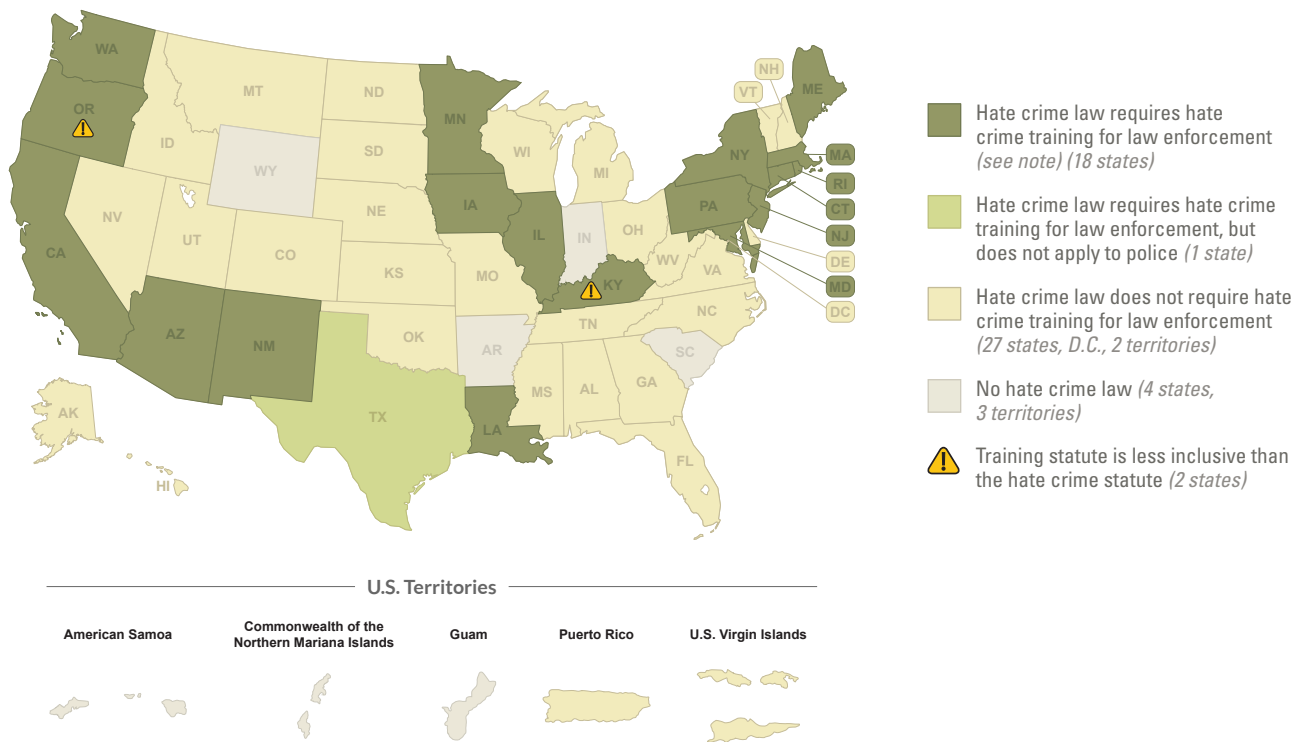 WA
OR
CA
NV
ID
MT
WY
UT
AZ
CO
NM
ND
SD
NE
KS
OK
TX
MN
IA
MO
AR
LA
WI
IL
MI
IN
OH
KY
TN
MS
AL
GA
FL
SC
NC
VA
WV
PA
NY
VT
NH
ME
MA
RI
CT
NJ
DE
MD
DC
AK
HI
Hate crime law requires hate
crime training for law enforcement
(see note) (18 states)
Hate crime law requires hate crime
training for law enforcement, but
does not apply to police (1 state)
Hate crime law does not require hate
crime training for law enforcement
(27 states, D.C., 2 territories)
No hate crime law (4 states,
3 territories)
Training statute is less inclusive than
the hate crime statute (2 states)
U.S. Territories
American Samoa
Commonwealth of the
Northern Mariana Islands
Guam
Puerto Rico
U.S. Virgin Islands